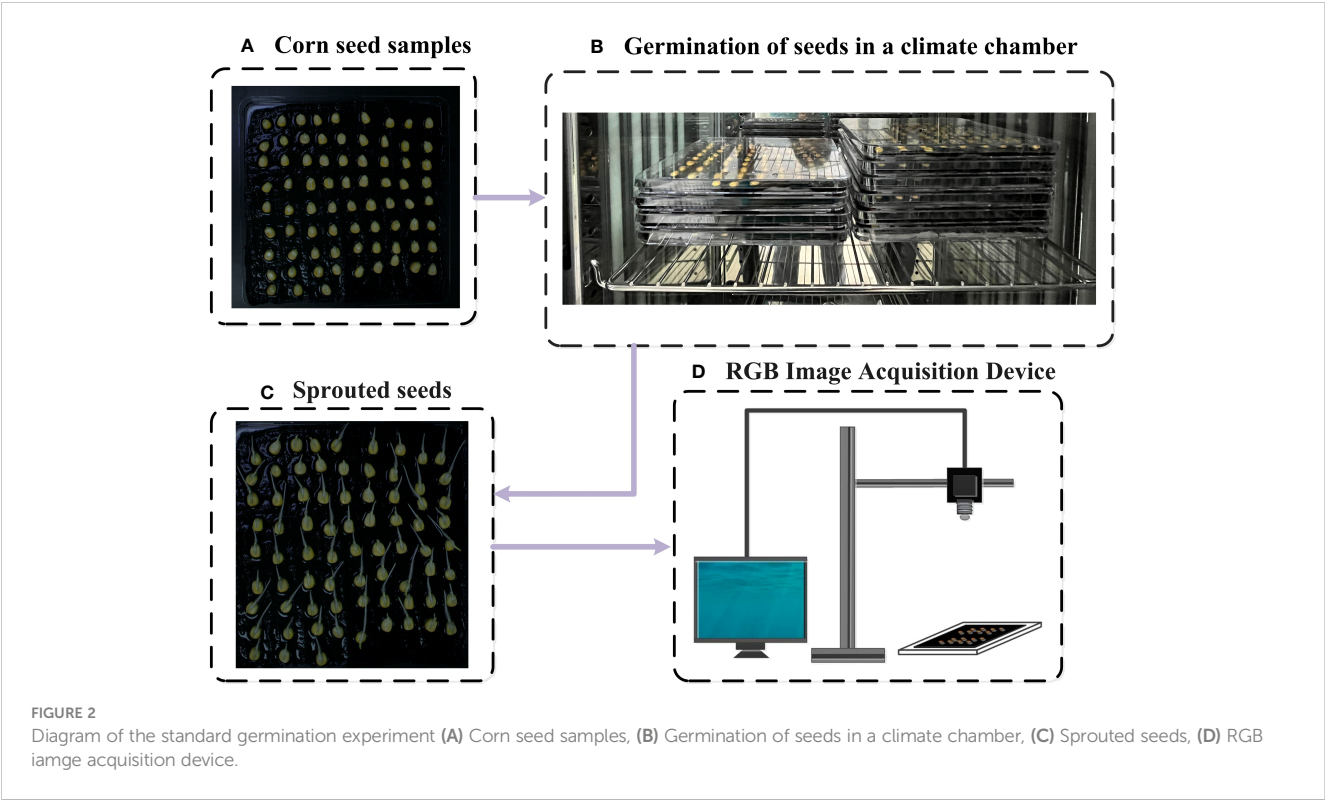 A Corn seed samples
B Germination of seeds in a climate chamber
C Sprouted seeds
D RGB Image Acquisition Device
FIGURE 2
Diagram of the standard germination experiment (A) Corn seed samples, (B) Germination of seeds in a climate chamber, (C) Sprouted seeds, (D) RGB
iamge acquisition device.